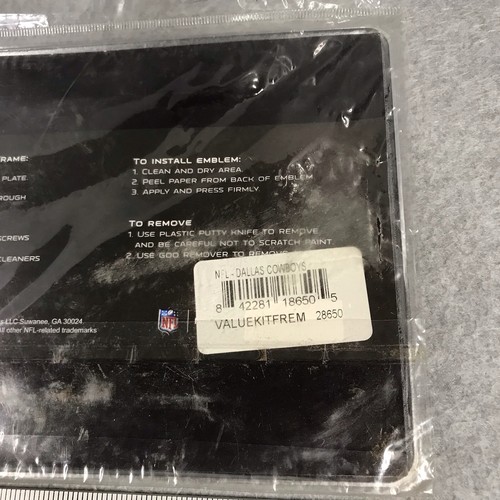 RAME:
PLATE
ROUGH
SCREWS
CLEANERS
TO INSTALL EMBLEM:
1. CLEAN AND DRY AREA
2. PEEL PAPER FROM BACK OF EMBLEM
3. APPLY AND PRESS FIRMLY
TO REMOVE
1. USE PLASTIC PUTTY KNIFE TO REMOVE
AND BE CAREFUL NOT TO SCRATCH PAINT
2. USE GOO REMOVER TO
LLC Suwanee, GA 30024
other NFL-related trademarks
NFL
NFL - DALLAS COWBOYS
8 42281 18650 5
VALUEKITFREM 28650